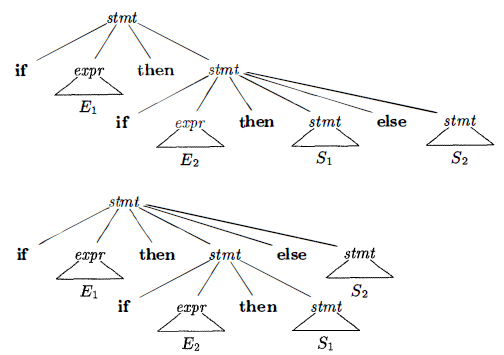 stmt
if expr then stmt
E1
if expr then stmt else stmt
E2 S1 S2
stmt
if expr then stmt else stmt
E1 S2
if expr then stmt
E2 S1